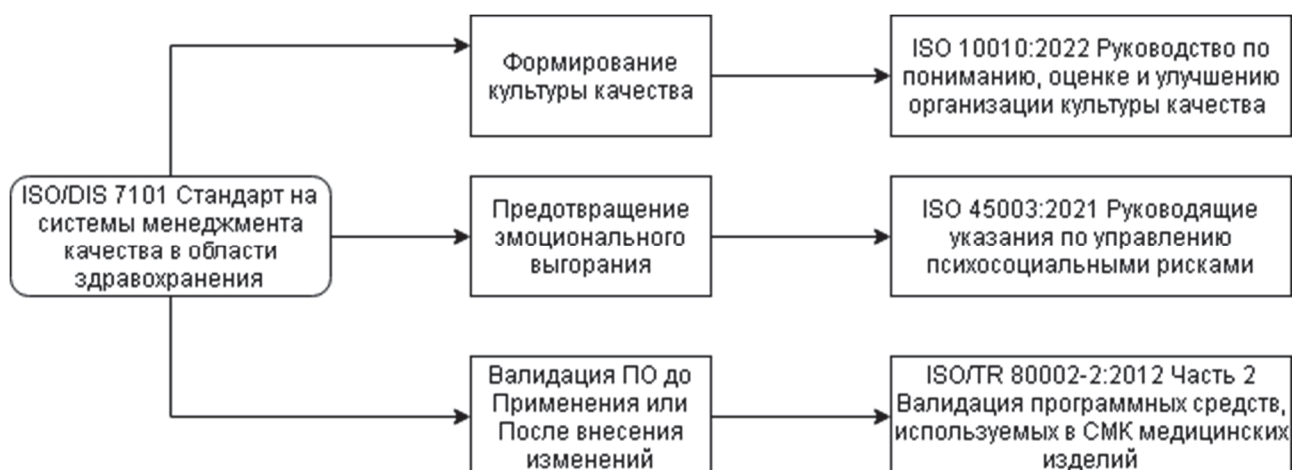 Формирование
культуры качества
ISO 10010:2022 Руководство по
пониманию, оценке и улучшению
организации культуры качества
ISO/DIS 7101 Стандарт на
системы менеджмента
качества в области
здравохранения
Предотвращение
эмоционального
выгорания
ISO 45003:2021 Руководящие
указания по управлению
психосоциальными рисками
Валидация ПО до
Применения или
После внесения
изменений
ISO/TR 80002-2:2012 Часть 2
Валидация программных средств,
используемых в СМК медицинских
изделий